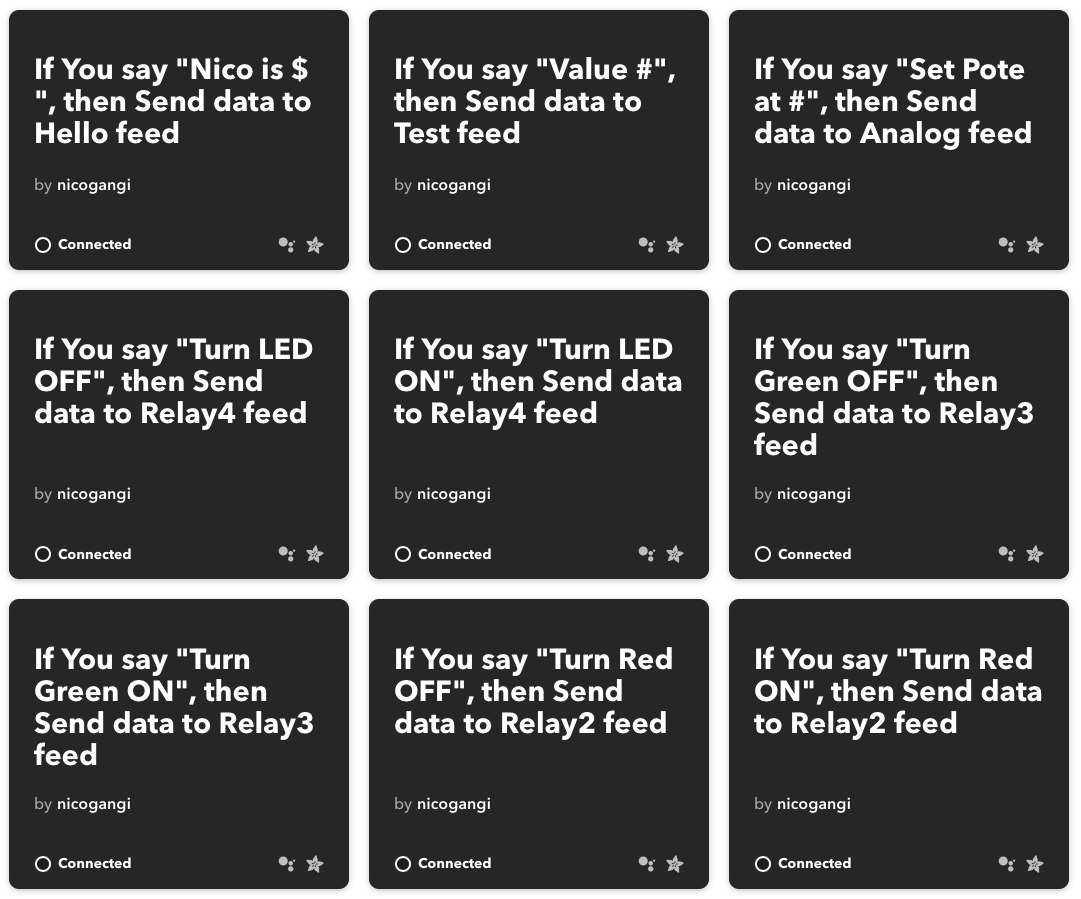 If You say "Nico is $
", then Send data to
Hello feed
by nicogangi
Connected
If You say "Value #",
then Send data to
Test feed
by nicogangi
Connected
If You say "Set Pote
at #", then Send
data to Analog feed
by nicogangi
Connected
If You say "Turn LED
OFF", then Send
data to Relay4 feed
by nicogangi
Connected
If You say "Turn LED
ON", then Send data
to Relay4 feed
by nicogangi
Connected
If You say "Turn
Green OFF", then
Send data to Relay3
feed
by nicogangi
Connected
If You say "Turn
Green ON", then
Send data to Relay3
feed
by nicogangi
Connected
If You say "Turn Red
OFF", then Send
data to Relay2 feed
by nicogangi
Connected
If You say "Turn Red
ON", then Send data
to Relay2 feed
by nicogangi
Connected